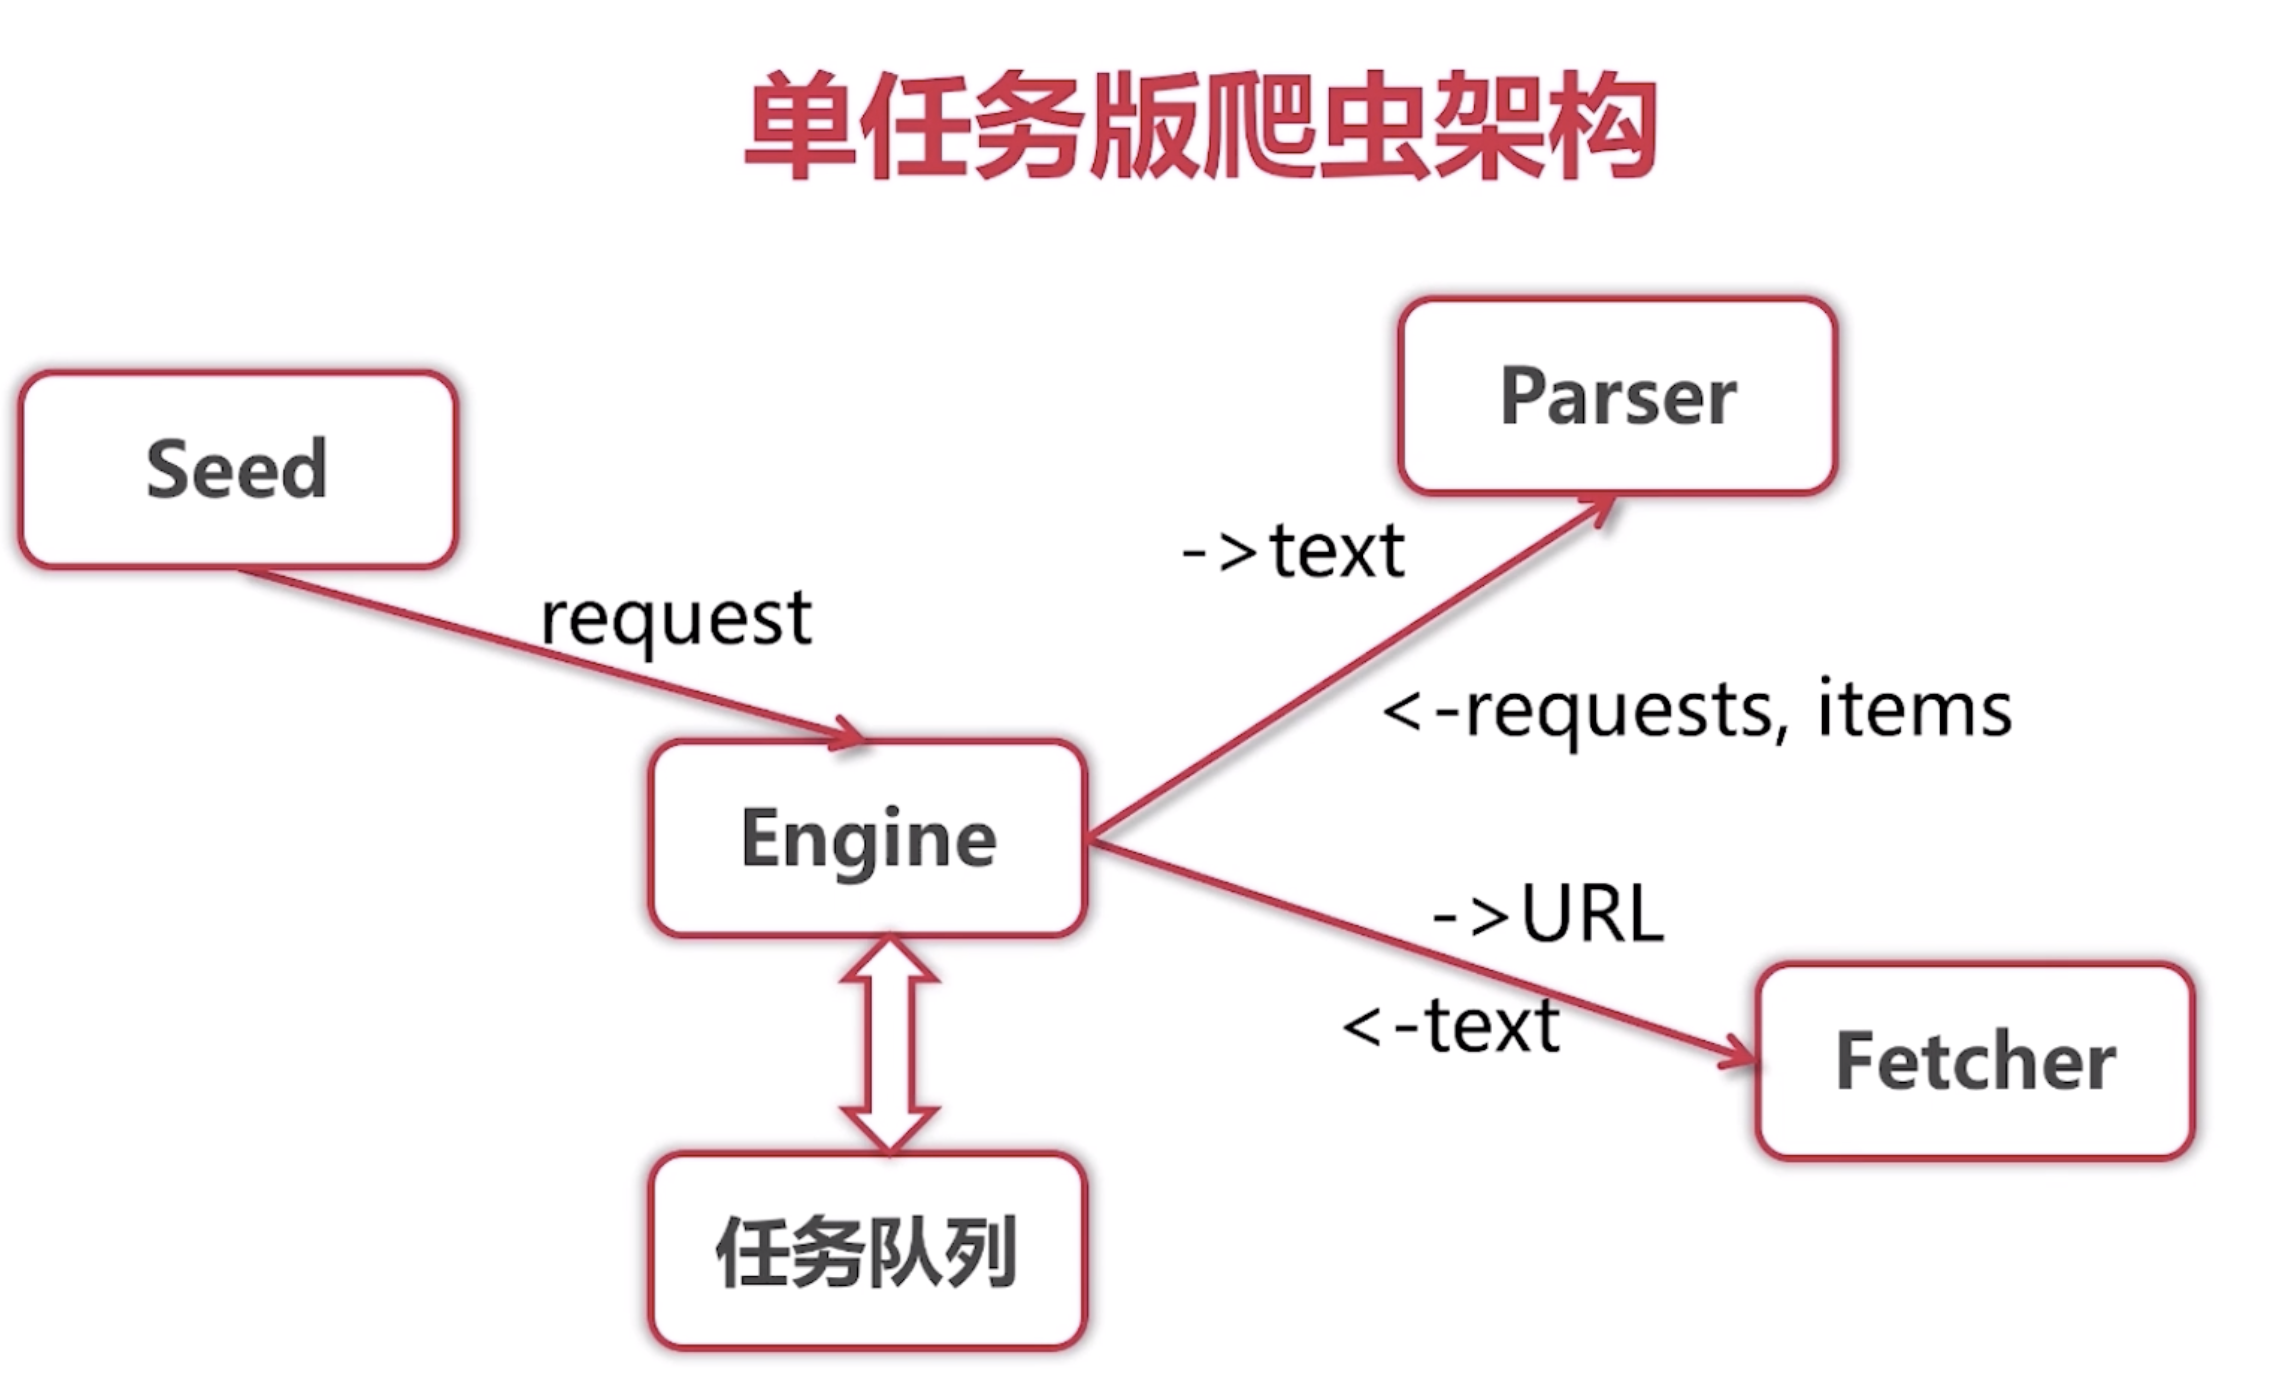 单任务版爬虫架构
Parser
Seed
->text
request
<-requests, items
Engine
->URL
<-text
Fetcher
任务队列